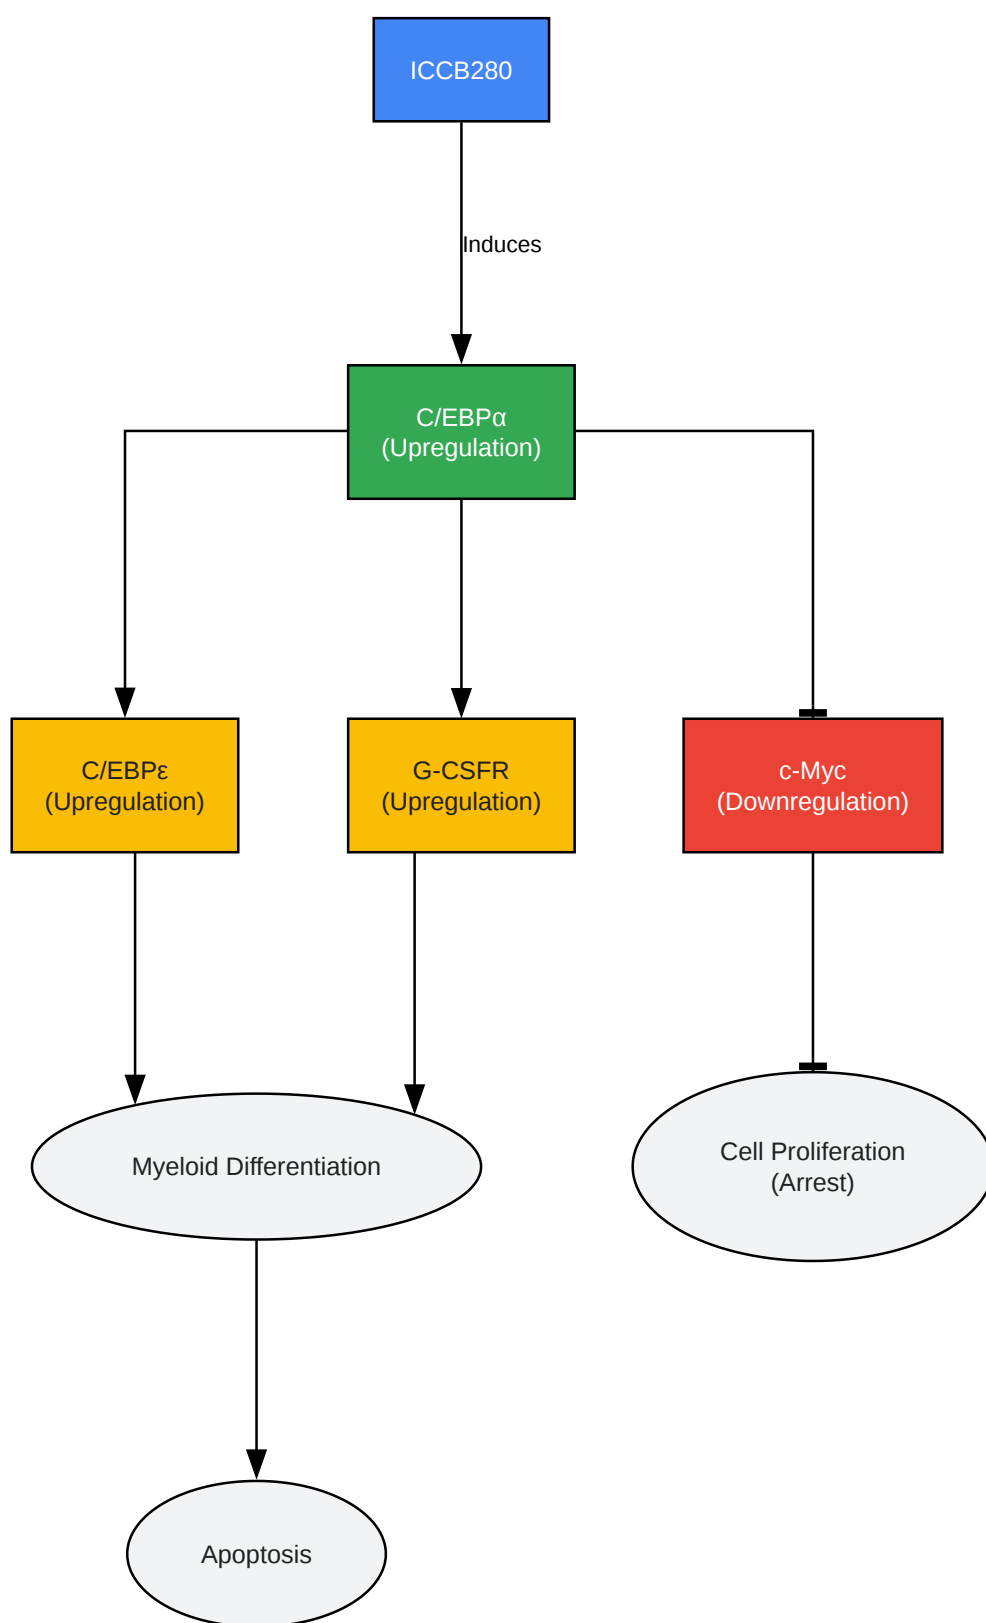 ICCB280
Induces
C/EBPα
(Upregulation)
C/EBPε
(Upregulation)
G-CSFR
(Upregulation)
c-Myc
(Downregulation)
Myeloid Differentiation
Cell Proliferation
(Arrest)
Apoptosis